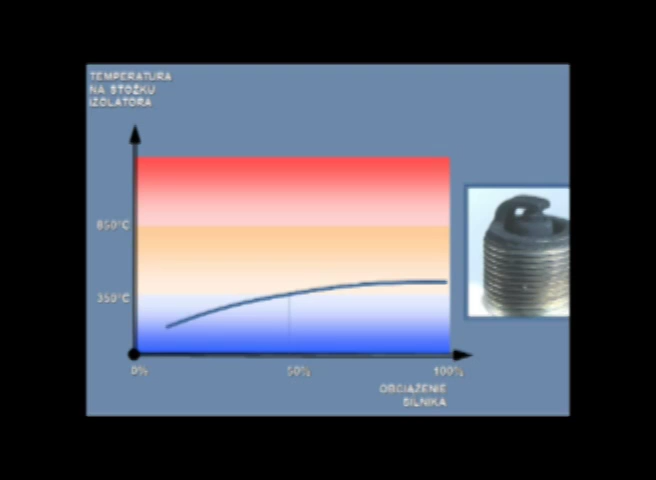 TEMPERATURA
NA STOŻKU
IZOLATORA
850°C
350°C
0%
50%
100%
OBCIĄŻENIE
SILNIKA